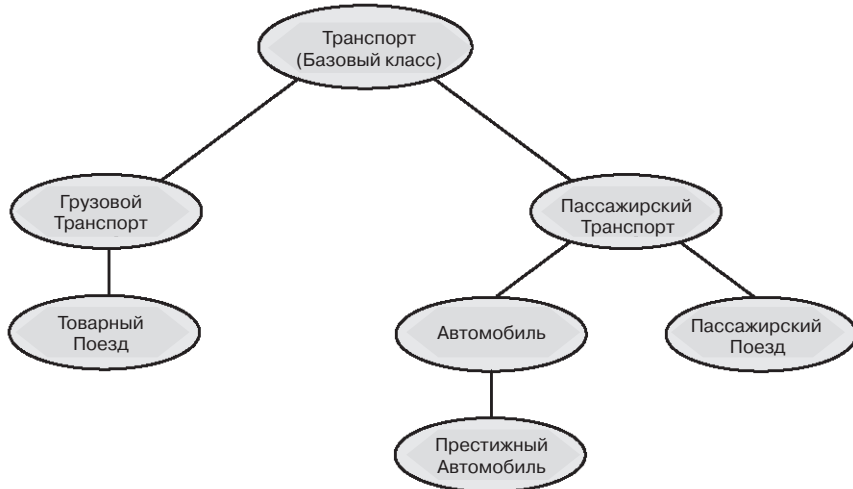 Транспорт
(Базовый класс)
Грузовой
Транспорт
Пассажирский
Транспорт
Товарный
Поезд
Автомобиль
Пассажирский
Поезд
Престижный
Автомобиль